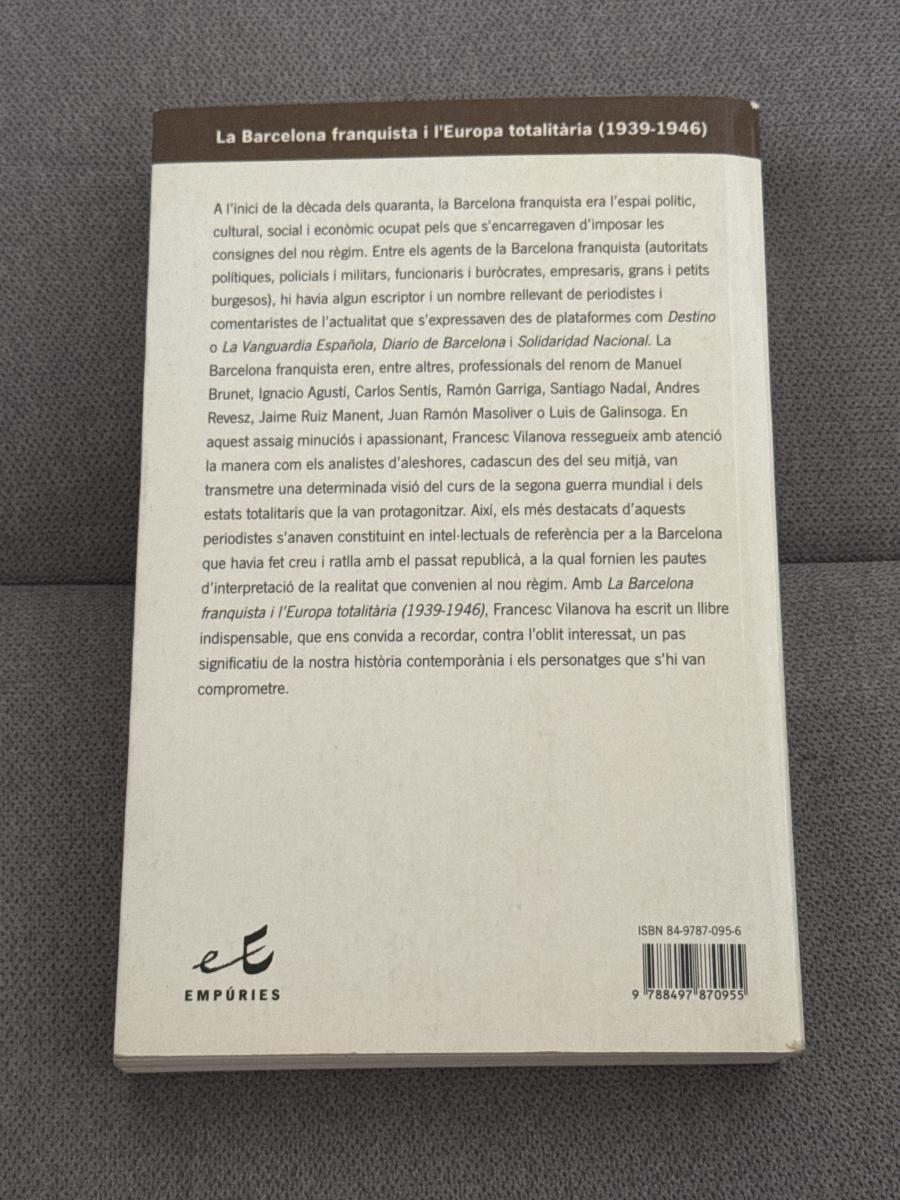 La Barcelona franquista i l'Europa totalitària (1939-1946)
A l'inici de la dècada dels quaranta, la Barcelona franquista era l'espai polític,
cultural, social i econòmic ocupat pels que s'encarregaven d'imposar les
consignes del nou règim. Entre els agents de la Barcelona franquista (autoritats
polítiques, policials i militars, funcionaris i buròcrates, empresaris, grans i petits
burgesos), hi havia algun escriptor i un nombre rellevant de periodistes i
comentaristes de l'actualitat que s'expressaven des de plataformes com Destino
o La Vanguardia Española, Diario de Barcelona i Solidaridad Nacional. La
Barcelona franquista eren, entre altres, professionals del renom de Manuel
Brunet, Ignacio Agustí, Carlos Sentís, Ramón Garriga, Santiago Nadal, Andres
Revesz, Jaime Ruiz Manent, Juan Ramón Masoliver o Luis de Galinsoga. En
aquest assaig minuciós i apassionant, Francesc Vilanova ressegueix amb atenció
la manera com els analistes d'aleshores, cadascun des del seu mitjà, van
transmetre una determinada visió del curs de la segona guerra mundial i dels
estats totalitaris que la van protagonitzar. Així, els més destacats d'aquests
periodistes s'anaven constituint en intel·lectuals de referència per a la Barcelona
que havia fet creu i ratlla amb el passat republicà, a la qual fornien les pautes
d'interpretació de la realitat que convenien al nou règim. Amb La Barcelona
franquista i l'Europa totalitària (1939-1946), Francesc Vilanova ha escrit un llibre
indispensable, que ens convida a recordar, contra l'oblit interessat, un pas
significatiu de la nostra història contemporània i els personatges que s'hi van
comprometre.
eE
EMPÚRIES
ISBN 84-9787-095-6
9 788497 870955